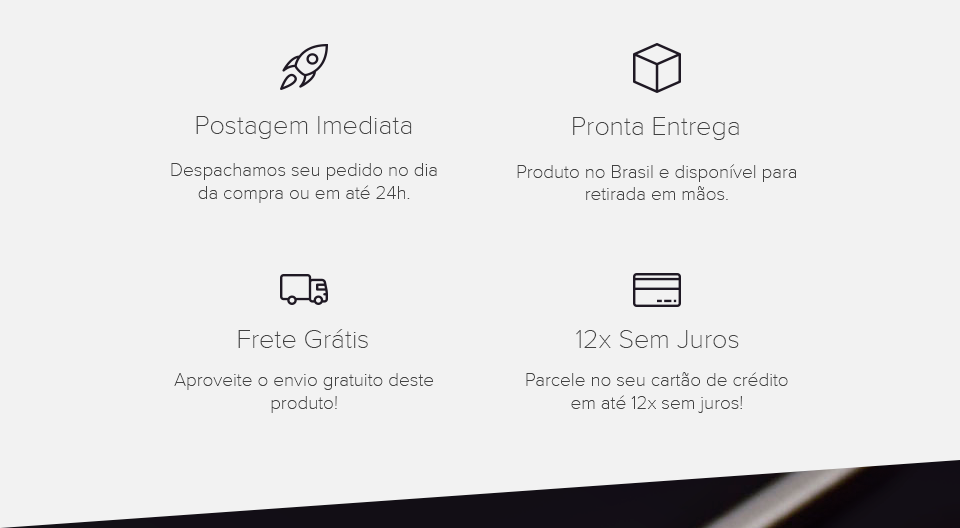 Postagem Imediata
Despachamos seu pedido no dia
da compra ou em até 24h.
Pronta Entrega
Produto no Brasil e disponível para
retirada em mãos.
Frete Grátis
Aproveite o envio gratuito deste
produto!
12x Sem Juros
Parcele no seu cartão de crédito
em até 12x sem juros!